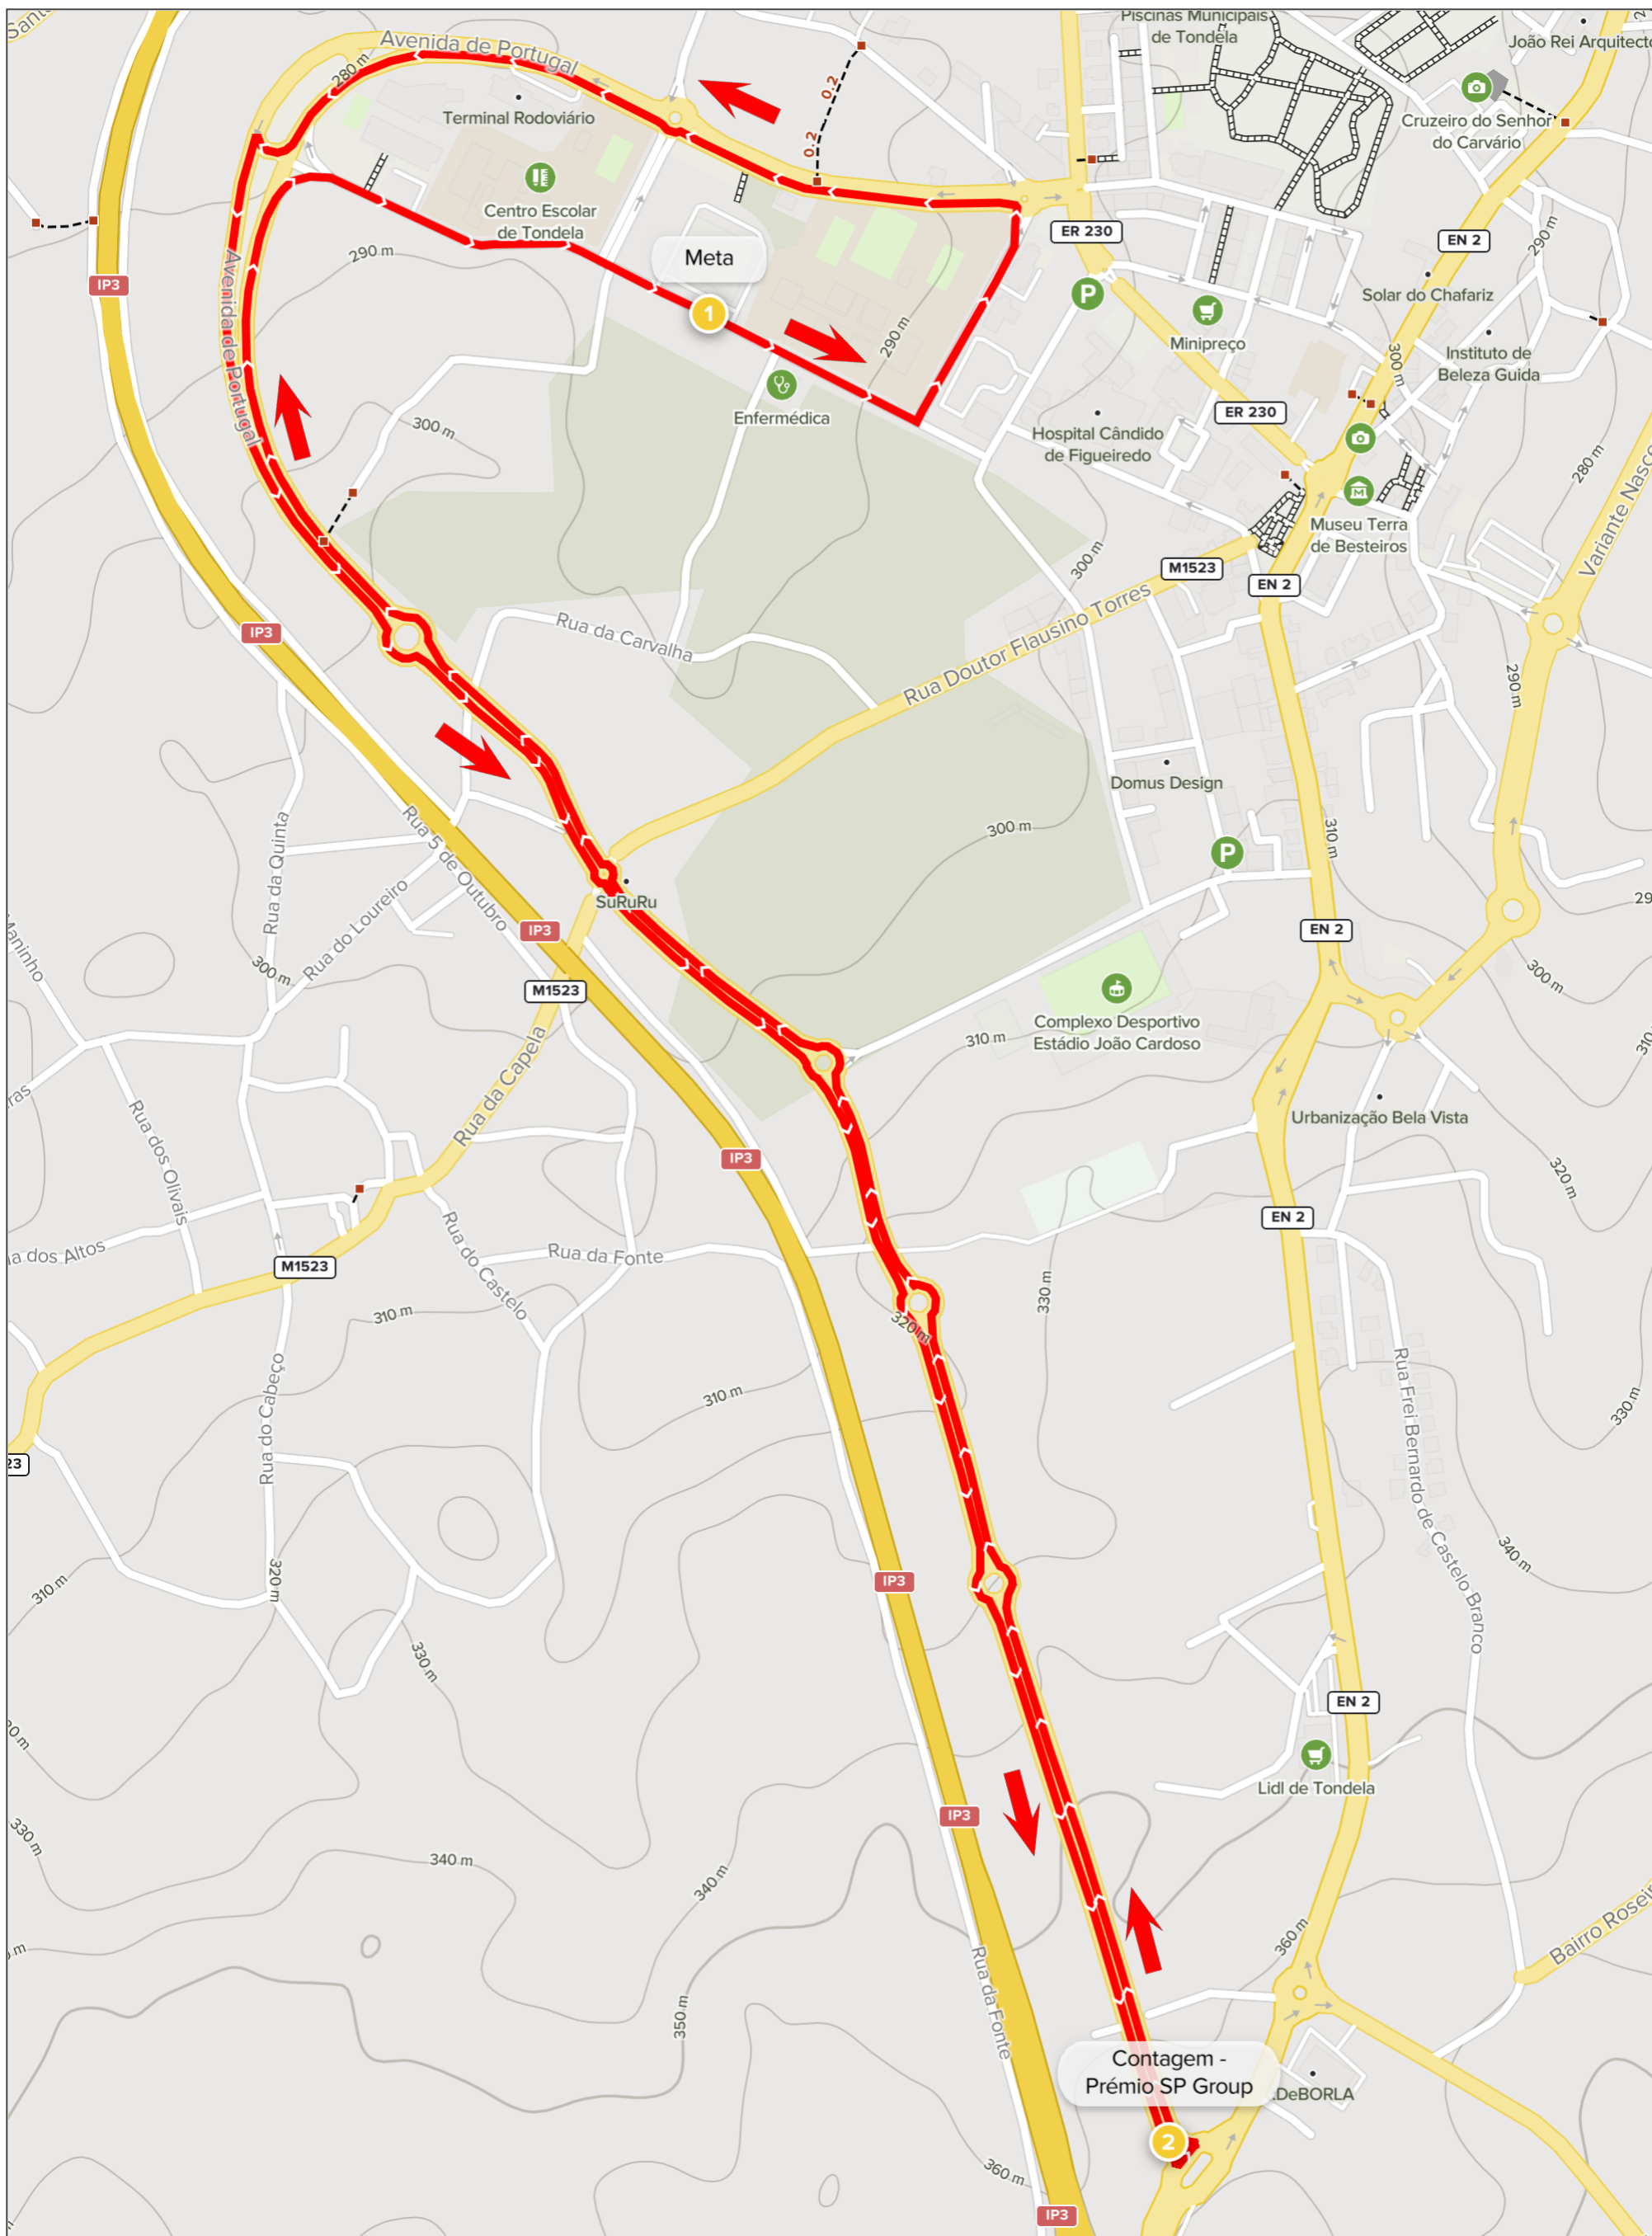 Piscinas Municipais
de Tondela
João Rei Arquitecto
Avenida de Portugal
280 m
0.2
0.2
Terminal Rodoviário
Cruzeiro do Senhor
do Carvário
Centro Escolar
de Tondela
ER 230
EN 2
290 m
290 m
Meta
IP3
1
P
Solar do Chafariz
Minipreço
290 m
Instituto de
Beleza Guida
300 m
Avenida de Portugal
Enfermédica
ER 230
300 m
Hospital Cândido
de Figueiredo
280 m
Museu Terra
de Besteiros
300 m
M1523
EN 2
IP3
Rua da Carvalha
Rua Doutor Flausino Torres
290 m
Domus Design
Rua da Quinta
Rua 5 de Outubro
300 m
310 m
P
SuRuRu
Rua do Loureiro
IP3
EN 2
Maninho
300 m
M1523
300 m
Complexo Desportivo
Estádio João Cardoso
310 m
Rua da Capela
Urbanização Bela Vista
Rua dos Olivais
IP3
320 m
EN 2
Rua do Castelo
Rua da Fonte
M1523
330 m
310 m
320 m
Rua do Cabeço
310 m
Rua Frei Bernardo de Castelo Branco
330 m
310 m
320 m
340 m
IP3
330 m
EN 2
Lidl de Tondela
IP3
330 m
340 m
340 m
360 m
Bairro Roseir
Rua da Fonte
350 m
Contagem -
Prémio SP Group
DeBORLA
2
360 m
IP3